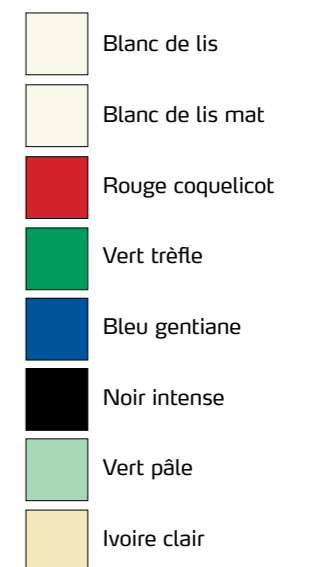 Blanc de lis
Blanc de lis mat
Rouge coquelicot
Vert trèfle
Bleu gentiane
Noir intense
Vert pâle
Ivoire clair